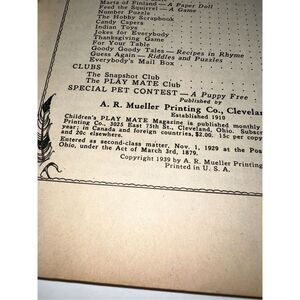 Marta of Finland — A Paper Doll
Feed the Squirrel — A Game
Number Puzzle
The Hobby Scrapbook
Candy Capers
Indian Toys
Jokes for Everybody
Thanksgiving Game
For Your Table
Goody Goody Tales — Recipes in Rhyme
Guess Again — Riddles and Puzzles
Everybody's Mail Box
CLUBS
The Snapshot Club
The PLAY MATE Club
SPECIAL PET CONTEST — A Puppy Free
Published by
A. R. Mueller Printing Co., Clevela
Established 1910
Children's PLAY MATE Magazine is published monthly
Printing Co., 3025 East 75th St., Cleveland, Ohio. Subscr
year; in Canada and foreign countries, $2.00. 15c per copy
and 20c elsewhere.
Entered as second-class matter, Nov. 1, 1929 at the Pos
Ohio, under the Act of March 3rd, 1879.
Copyright 1939 by A. R. Mueller Printing
Printed in U. S. A.